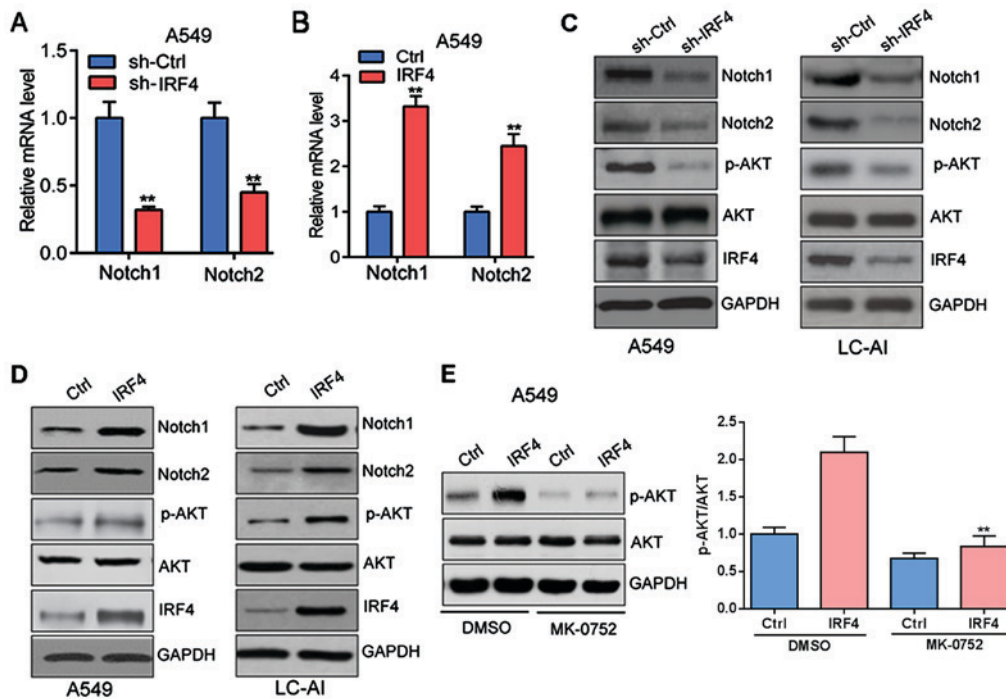 A
A549
sh-Ctrl
sh-IRF4
Relative mRNA level
1.5
1.0
0.5
0.0
**
**
Notch1
Notch2
B
A549
Ctrl
IRF4
Relative mRNA level
4
3
2
1
0
**
**
Notch1
Notch2
C
sh-Ctrl
sh-IRF4
sh-Ctrl
sh-IRF4
Notch1
Notch1
Notch2
Notch2
p-AKT
p-AKT
AKT
AKT
IRF4
IRF4
GAPDH
GAPDH
A549
LC-AI
D
Ctrl
IRF4
Ctrl
IRF4
Notch1
Notch1
Notch2
Notch2
p-AKT
p-AKT
AKT
AKT
IRF4
IRF4
GAPDH
GAPDH
A549
LC-AI
E
A549
Ctrl
IRF4
Ctrl
IRF4
p-AKT
AKT
GAPDH
DMSO
MK-0752
p-AKT/AKT
2.5
2.0
1.5
1.0
0.5
0.0
**
Ctrl
IRF4
Ctrl
IRF4
DMSO
MK-0752